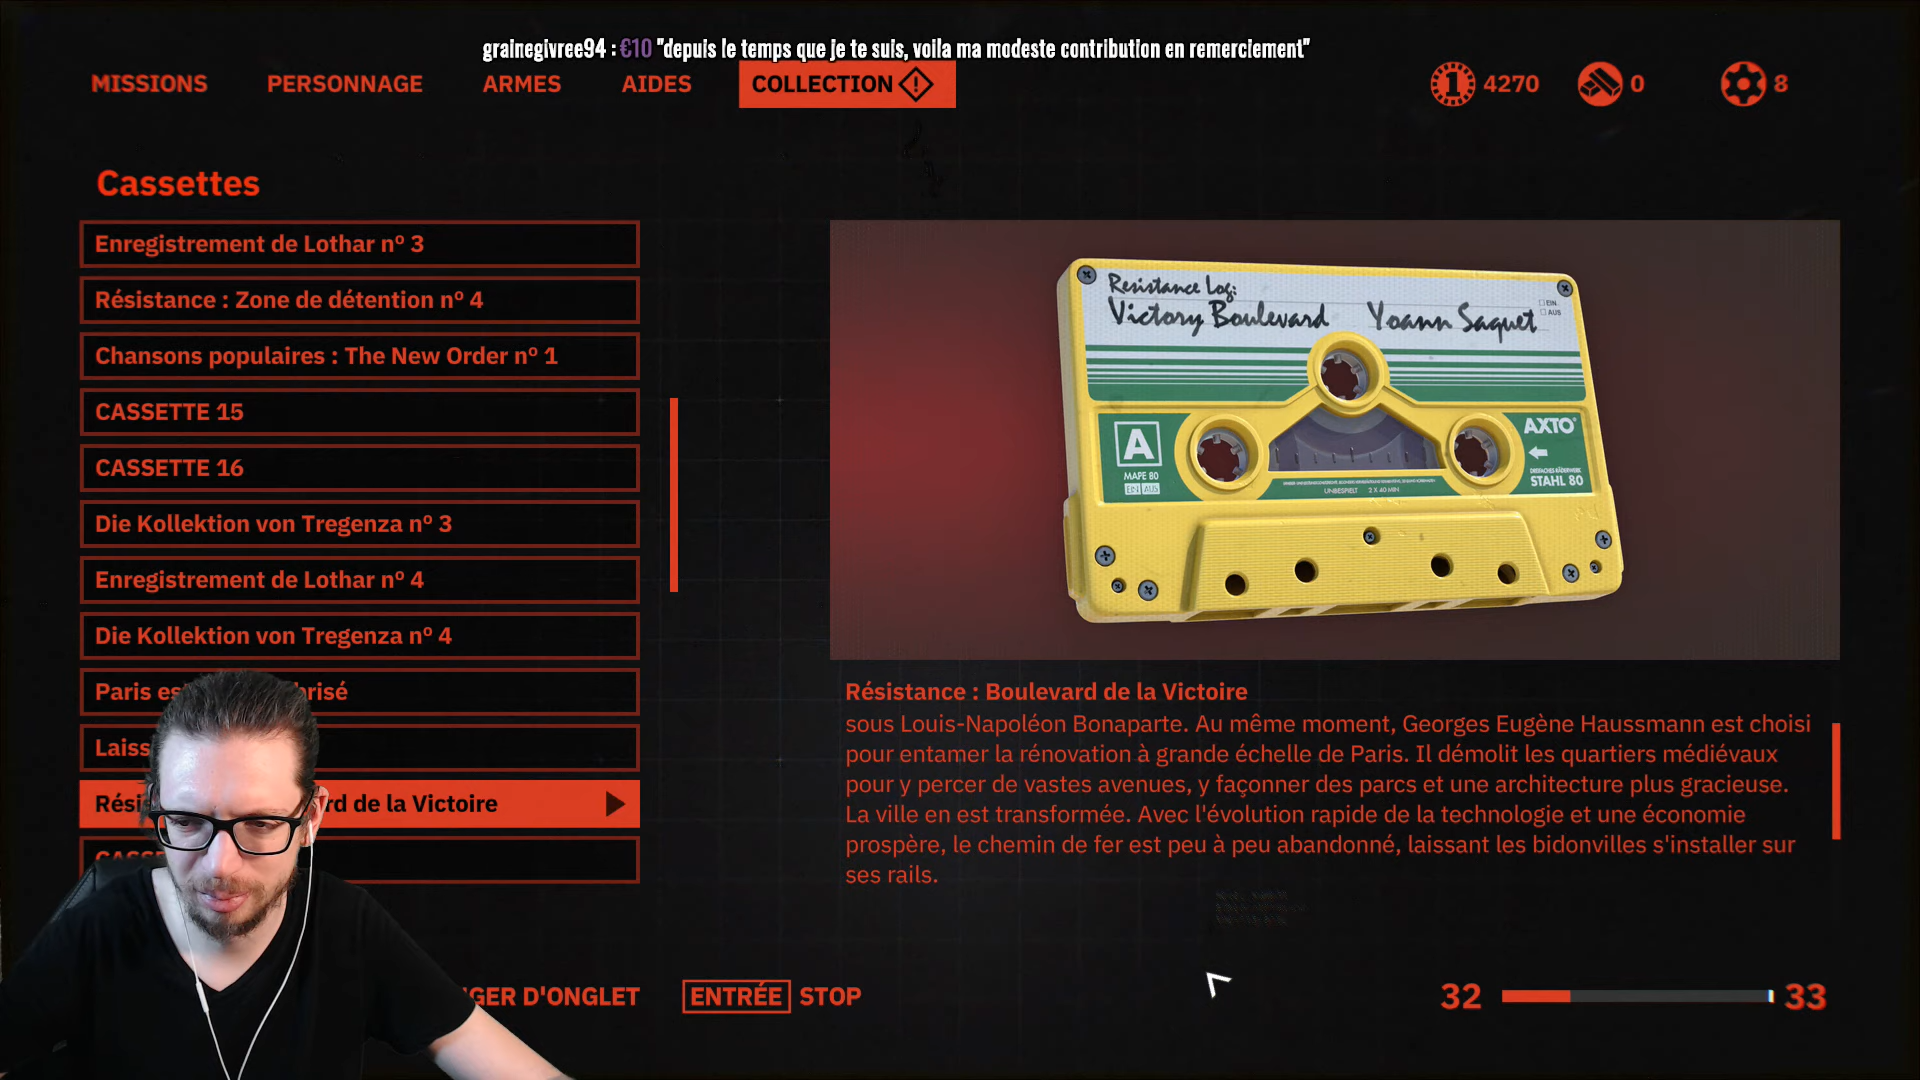 grainegivree94 : €10 "depuis le temps que je te suis, voila ma modeste contribution en remerciement"
MISSIONS PERSONNAGE ARMES AIDES COLLECTION 4270 0 8
Cassettes
Enregistrement de Lothar nº 3
Résistance : Zone de détention nº 4
Chansons populaires : The New Order nº 1
CASSETTE 15
CASSETTE 16
Die Kollektion von Tregenza nº 3
Enregistrement de Lothar nº 4
Die Kollektion von Tregenza nº 4
Paris
Laiss
Rési rd de la Victoire
Resistance Log:
Victory Boulevard Yoann Saquet
EIN
AUS
A
MAPE 80
EIN AUS
UNBESPIELT 2 X 40 MIN
AXTO
STAHL 80
Résistance : Boulevard de la Victoire
sous Louis-Napoléon Bonaparte. Au même moment, Georges Eugène Haussmann est choisi
pour entamer la rénovation à grande échelle de Paris. Il démolit les quartiers médiévaux
pour y percer de vastes avenues, y façonner des parcs et une architecture plus gracieuse.
La ville en est transformée. Avec l'évolution rapide de la technologie et une économie
prospère, le chemin de fer est peu à peu abandonné, laissant les bidonvilles s'installer sur
ses rails.
GER D'ONGLET ENTRÉE STOP
32 33